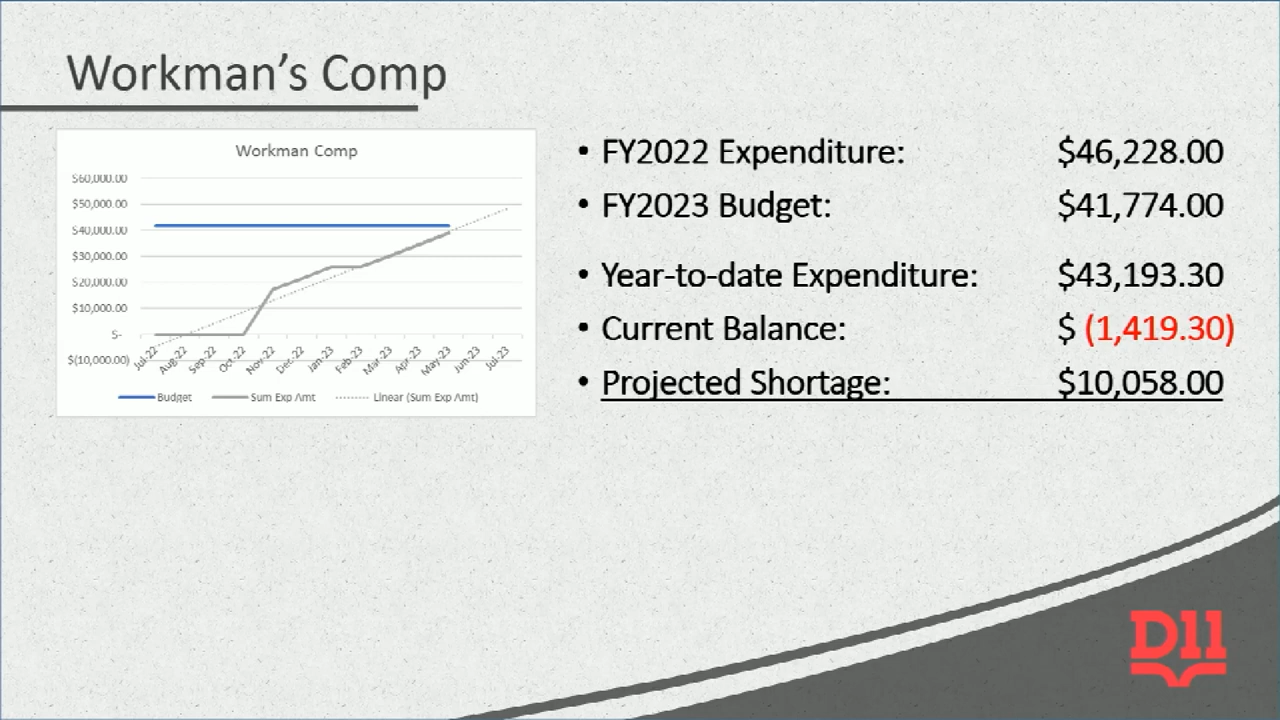 Workman's Comp
Workman Comp
$60,000.00
$50,000.00
$40,000.00
$30,000.00
$20,000.00
$10,000.00
$-
$(10,000.00)
Jul-22 Aug-22 Sep-22 Oct-22 Nov-22 Dec-22 Jan-23 Feb-23 Mar-23 Apr-23 May-23 Jun-23 Jul-23
Budget Sum Exp Amt Linear (Sum Exp Amt)
• FY2022 Expenditure: $46,228.00
• FY2023 Budget: $41,774.00
• Year-to-date Expenditure: $43,193.30
• Current Balance: $ (1,419.30)
• Projected Shortage: $10,058.00
D11